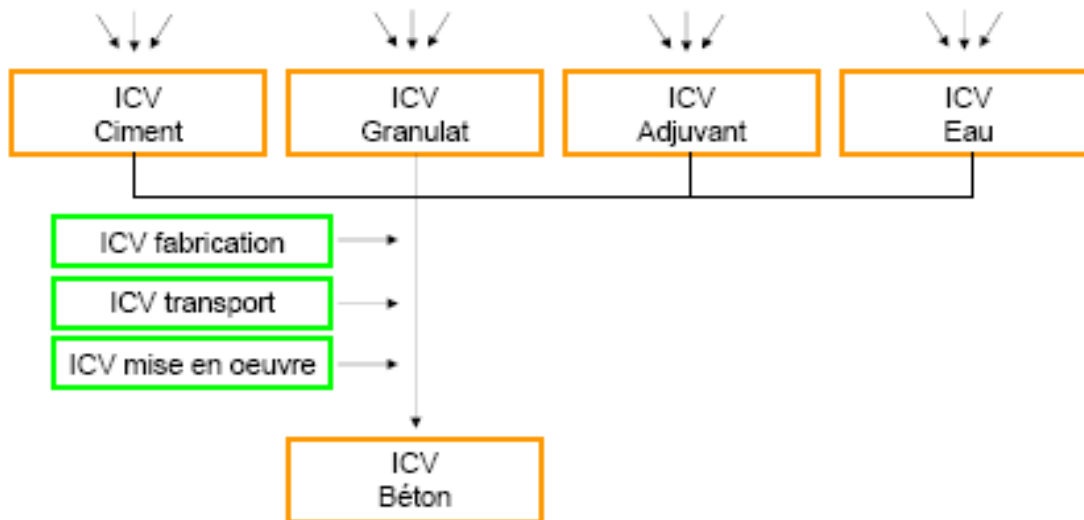 ICV
Ciment
ICV
Granulat
ICV
Adjuvant
ICV
Eau
ICV fabrication
ICV transport
ICV mise en oeuvre
ICV
Béton